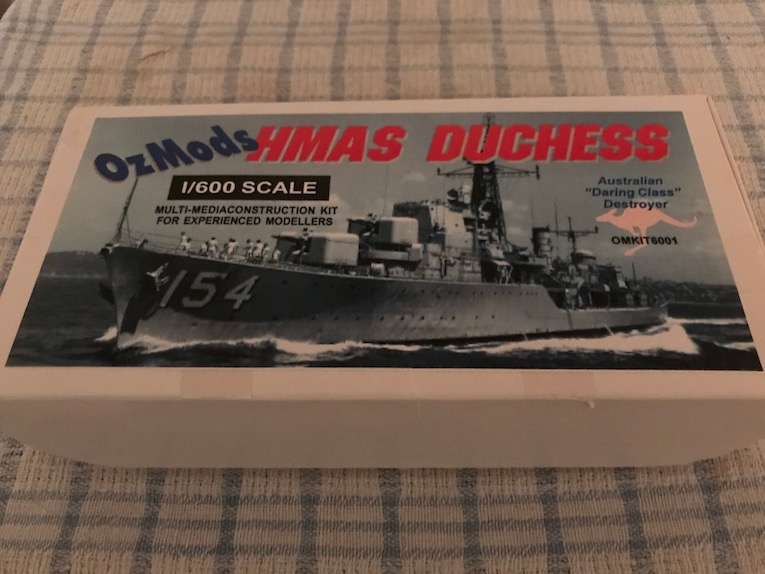 OzMods
HMAS DUCHESS
1/600 SCALE
MULTI-MEDIACONSTRUCTION KIT
FOR EXPERIENCED MODELLERS
Australian
"Daring Class"
Destroyer
OMKIT6001
154